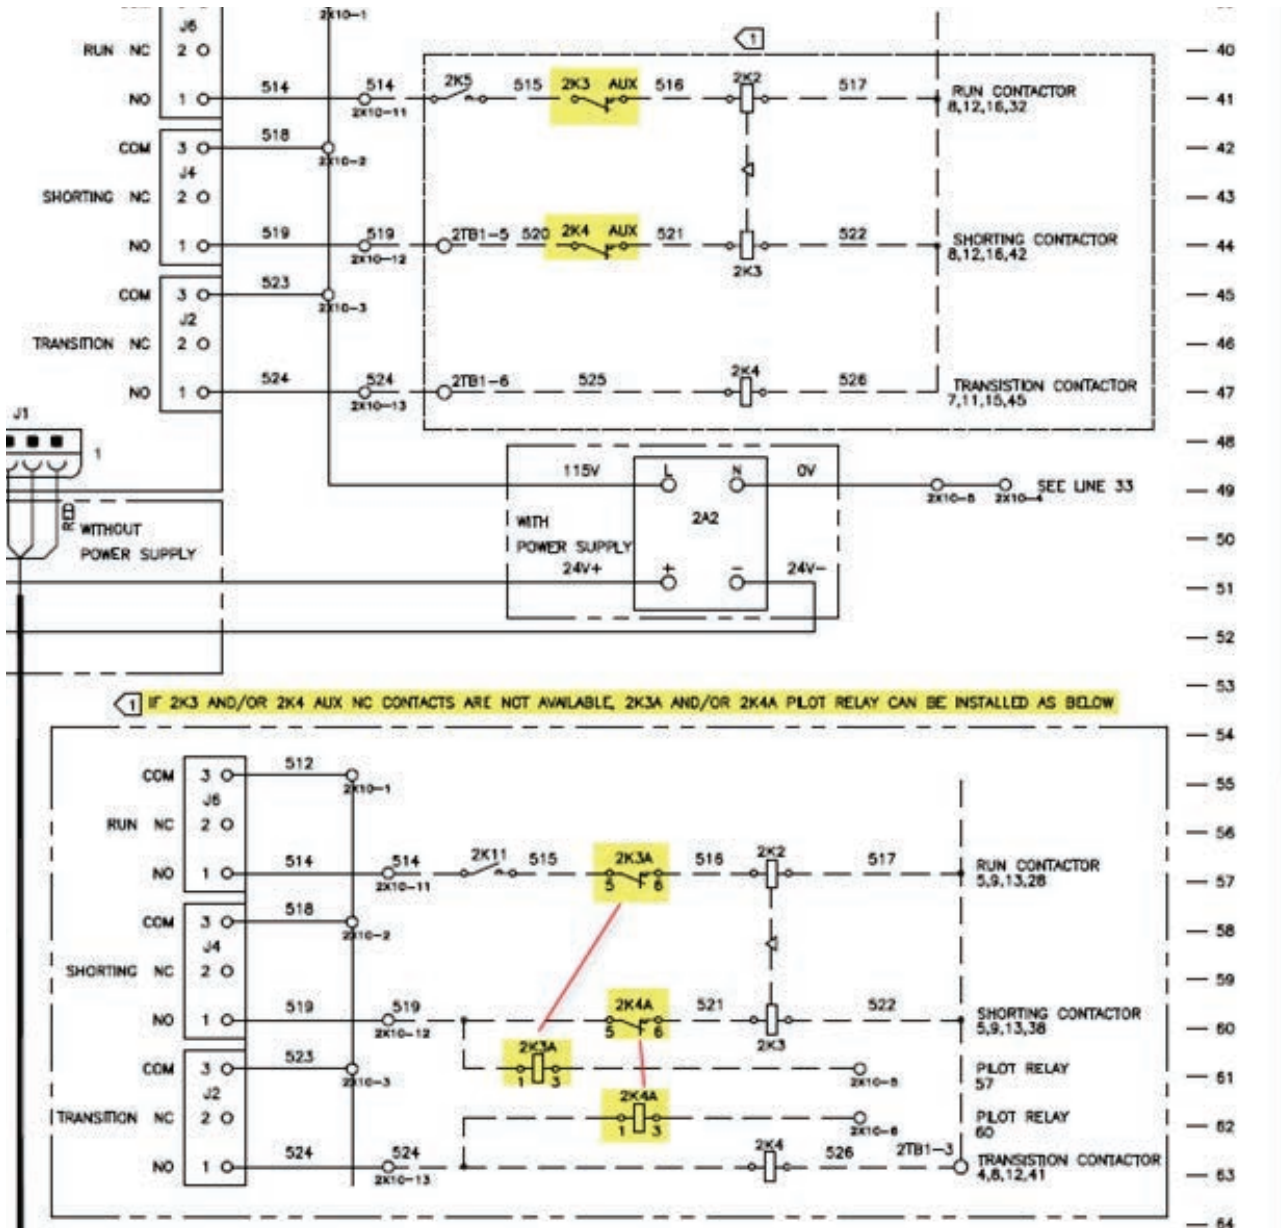 2X10-1
J6
RUN NC 2 1 40
514 514 2K5 515 2K3 AUX 516 2K2 517 RUN CONTACTOR
NO 1 2X10-11 8,12,16,32 41
COM 3 518 2X10-2 42
J4
SHORTING NC 2 43
NO 1 519 519 2X10-12 2TB1-5 520 2K4 AUX 521 2K3 522 SHORTING CONTACTOR 44
8,12,16,42
COM 3 523 2X10-3 45
J2
TRANSITION NC 2 46
NO 1 524 524 2X10-13 2TB1-6 525 2K4 526 TRANSISTION CONTACTOR 47
7,11,15,45
J1
1 48
115V L N 0V 2X10-5 2X10-4 SEE LINE 33 49
RED WITHOUT WITH 2A2
POWER SUPPLY POWER SUPPLY 50
24V+ + - 24V- 51
52
53
1 IF 2K3 AND/OR 2K4 AUX NC CONTACTS ARE NOT AVAILABLE, 2K3A AND/OR 2K4A PILOT RELAY CAN BE INSTALLED AS BELOW
54
COM 3 512 2X10-1 55
J6
RUN NC 2 56
NO 1 514 514 2X10-11 2K11 515 2K3A 5 6 516 2K2 517 RUN CONTACTOR 57
5,9,13,28
COM 3 518 2X10-2 58
J4
SHORTING NC 2 59
NO 1 519 519 2X10-12 2K4A 5 6 521 2K3 522 SHORTING CONTACTOR 60
5,9,13,38
COM 3 523 2X10-3 2K3A 1 3 2X10-5 PILOT RELAY 61
57
J2
TRANSITION NC 2 2K4A 1 3 2X10-6 PILOT RELAY 62
60
NO 1 524 524 2X10-13 2K4 526 2TB1-3 TRANSISTION CONTACTOR 63
4,8,12,41
64